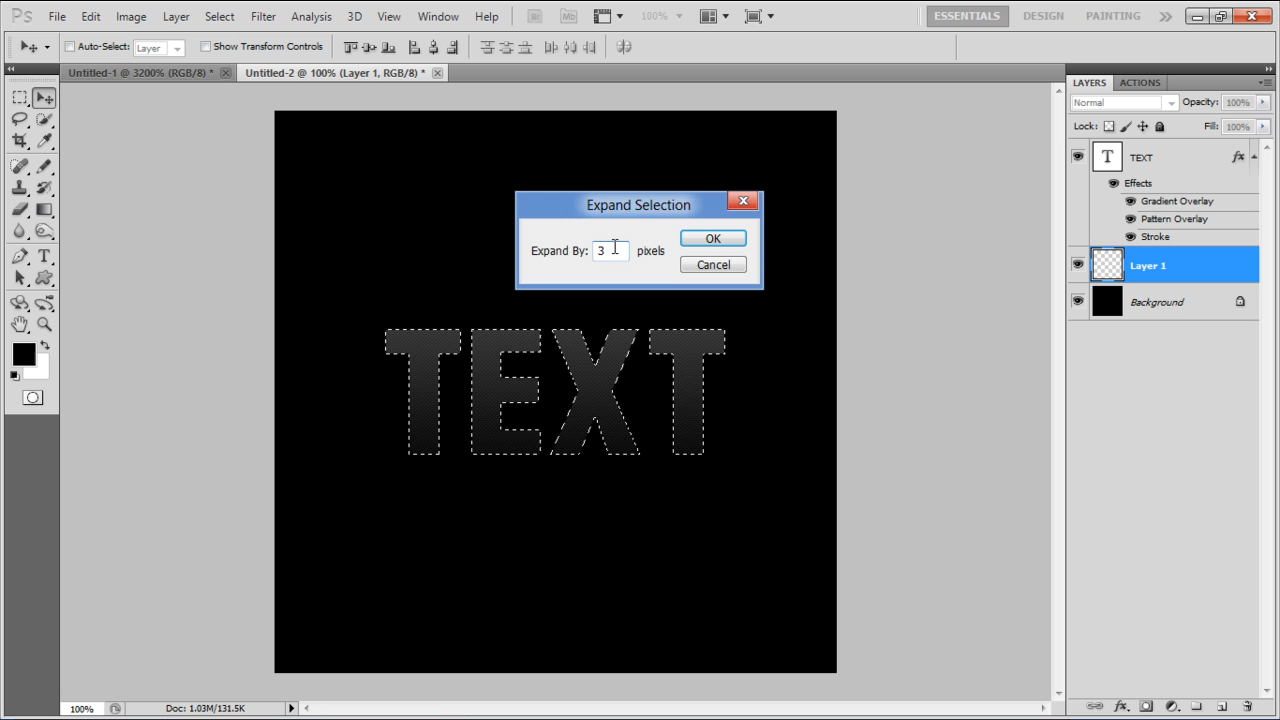 Ps File Edit Image Layer Select Filter Analysis 3D View Window Help Br Mb 100% ESSENTIALS DESIGN PAINTING
Auto-Select: Layer Show Transform Controls
Untitled-1 @ 3200% (RGB/8) * Untitled-2 @ 100% (Layer 1, RGB/8) *
LAYERS ACTIONS
Normal Opacity: 100%
Lock: Fill: 100%
T TEXT fx
Effects
Gradient Overlay
Pattern Overlay
Stroke
Layer 1
Background
Expand Selection
Expand By: 3 pixels
OK
Cancel
TEXT
100% Doc: 1.03M/131.5K